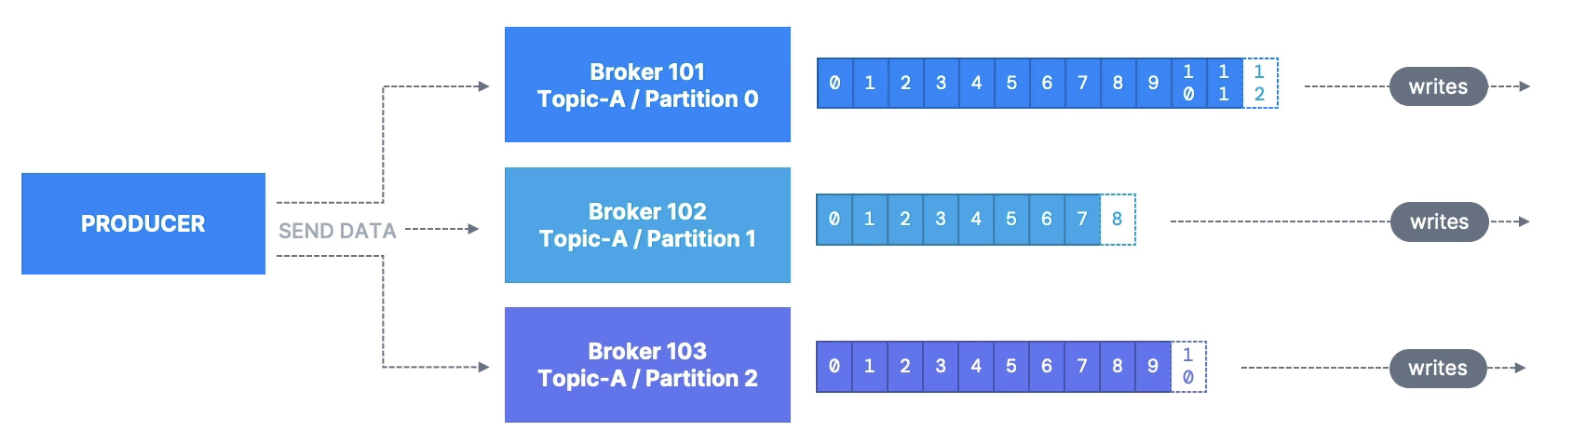 PRODUCER
SEND DATA
Broker 101
Topic-A / Partition 0
0 1 2 3 4 5 6 7 8 9 10 11 12
writes
Broker 102
Topic-A / Partition 1
0 1 2 3 4 5 6 7 8
writes
Broker 103
Topic-A / Partition 2
0 1 2 3 4 5 6 7 8 9 10
writes